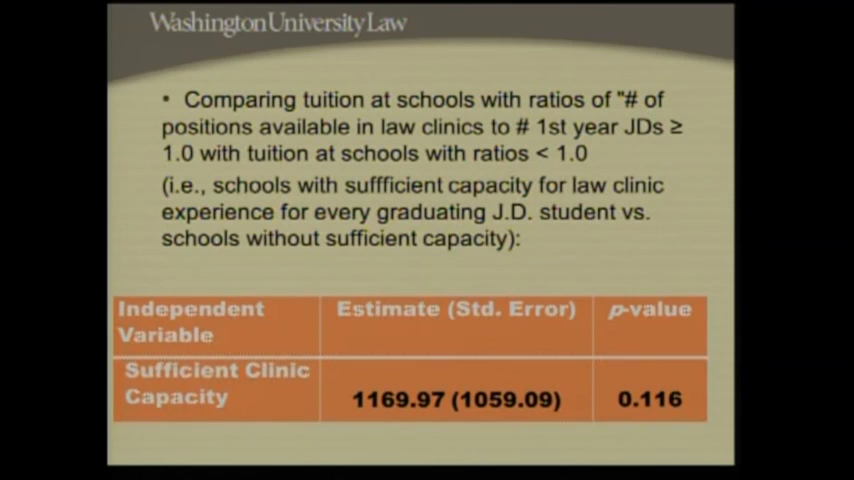 Washington University Law
• Comparing tuition at schools with ratios of "# of
positions available in law clinics to # 1st year JDs ≥
1.0 with tuition at schools with ratios < 1.0
(i.e., schools with suffficient capacity for law clinic
experience for every graduating J.D. student vs.
schools without sufficient capacity):
Independent Variable Estimate (Std. Error) p-value
Sufficient Clinic Capacity 1169.97 (1059.09) 0.116